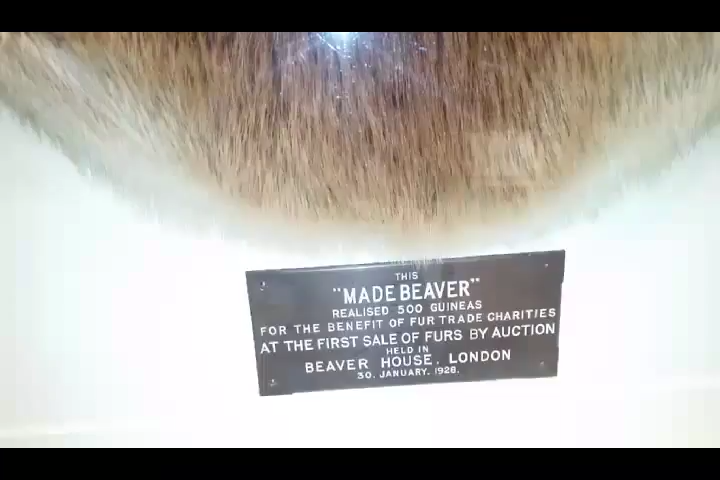 THIS
"MADE BEAVER"
REALISED 500 GUINEAS
FOR THE BENEFIT OF FUR TRADE CHARITIES
AT THE FIRST SALE OF FURS BY AUCTION
HELD IN
BEAVER HOUSE, LONDON
30. JANUARY. 1928.